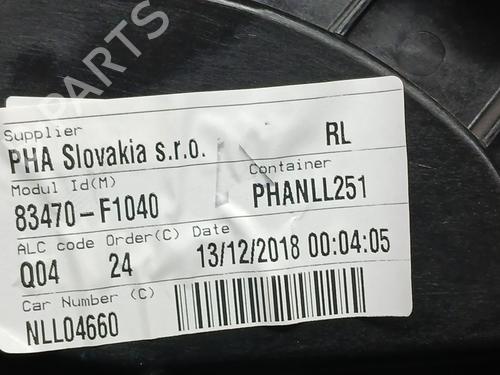 PARTS
Supplier
PHA Slovakia s.r.o.
RL
Modul Id(M)
Container
83470-F1040
PHANLL251
ALC code Order(C) Date
Q04 24 13/12/2018 00:04:05
Car Number (C)
NLL04660